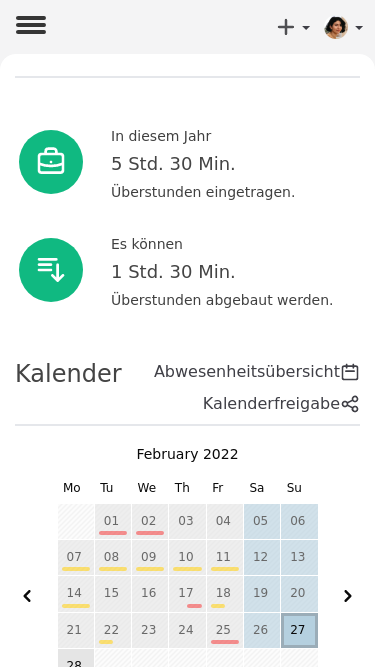 In diesem Jahr
5 Std. 30 Min.
Überstunden eingetragen.
Es können
1 Std. 30 Min.
Überstunden abgebaut werden.
Kalender
Abwesenheitsübersicht
Kalenderfreigabe
February 2022
Mo Tu We Th Fr Sa Su
01 02 03 04 05 06
07 08 09 10 11 12 13
14 15 16 17 18 19 20
21 22 23 24 25 26 27
28